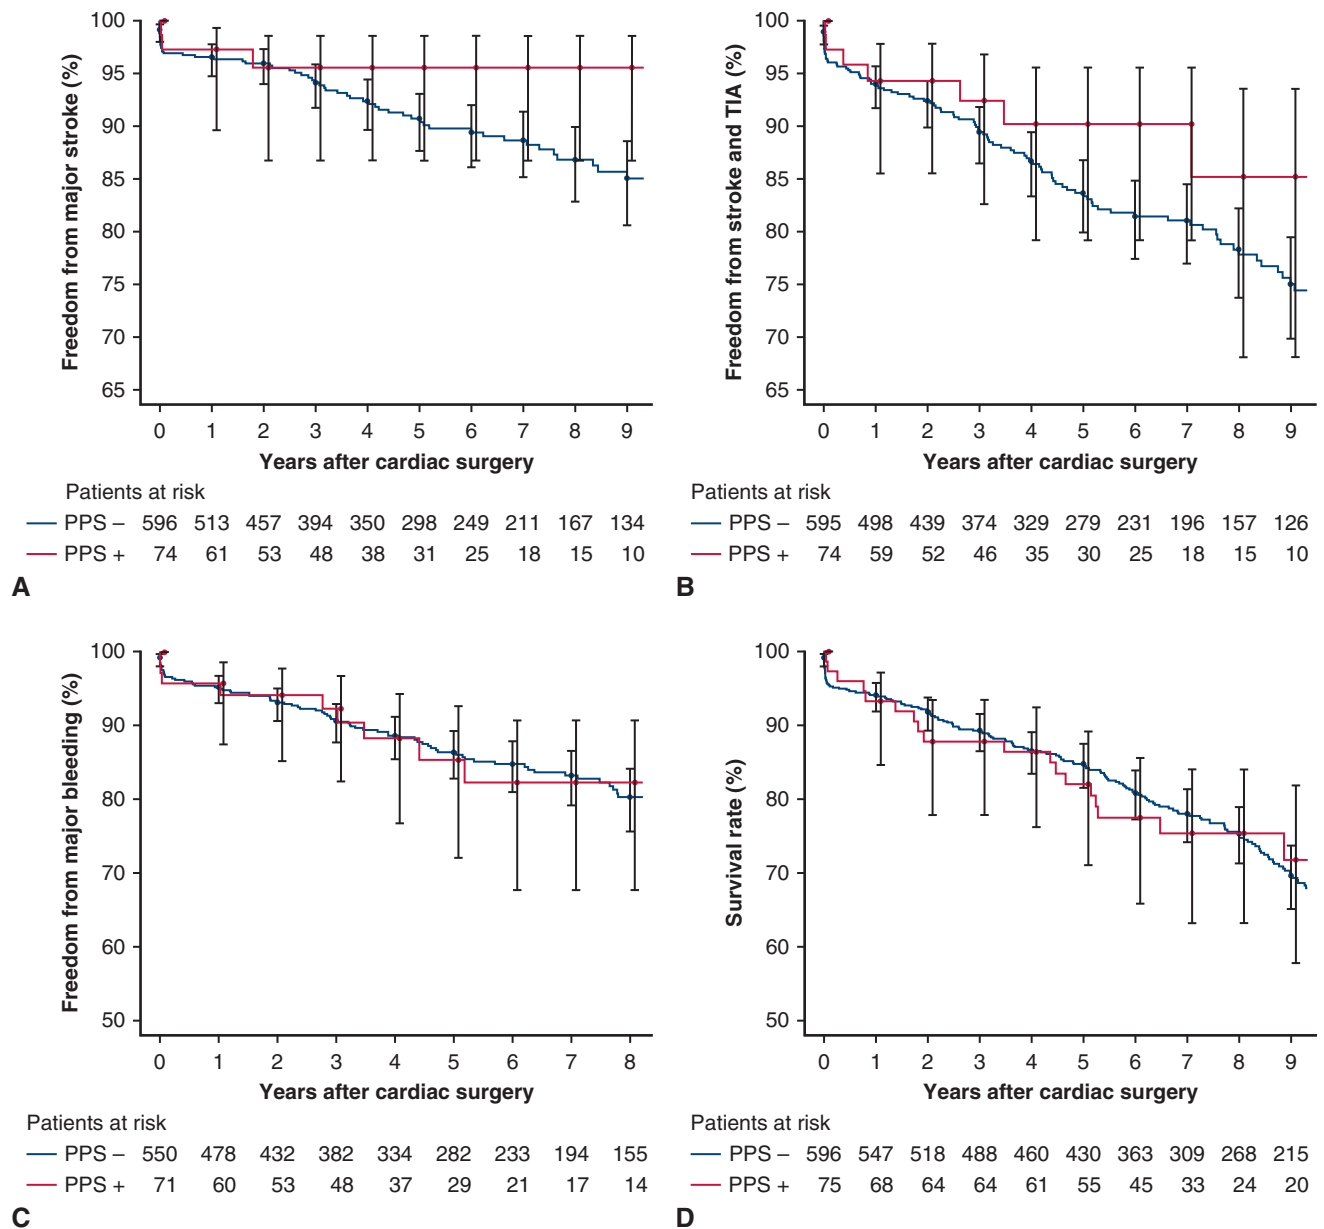 Freedom from major stroke (%)
100
95
90
85
80
75
70
65
0 1 2 3 4 5 6 7 8 9
Years after cardiac surgery
Patients at risk
PPS – 596 513 457 394 350 298 249 211 167 134
PPS + 74 61 53 48 38 31 25 18 15 10
A
Freedom from stroke and TIA (%)
100
95
90
85
80
75
70
65
0 1 2 3 4 5 6 7 8 9
Years after cardiac surgery
Patients at risk
PPS – 595 498 439 374 329 279 231 196 157 126
PPS + 74 59 52 46 35 30 25 18 15 10
B
Freedom from major bleeding (%)
100
90
80
70
60
50
0 1 2 3 4 5 6 7 8
Years after cardiac surgery
Patients at risk
PPS – 550 478 432 382 334 282 233 194 155
PPS + 71 60 53 48 37 29 21 17 14
C
Survival rate (%)
100
90
80
70
60
50
0 1 2 3 4 5 6 7 8 9
Years after cardiac surgery
Patients at risk
PPS – 596 547 518 488 460 430 363 309 268 215
PPS + 75 68 64 64 61 55 45 33 24 20
D